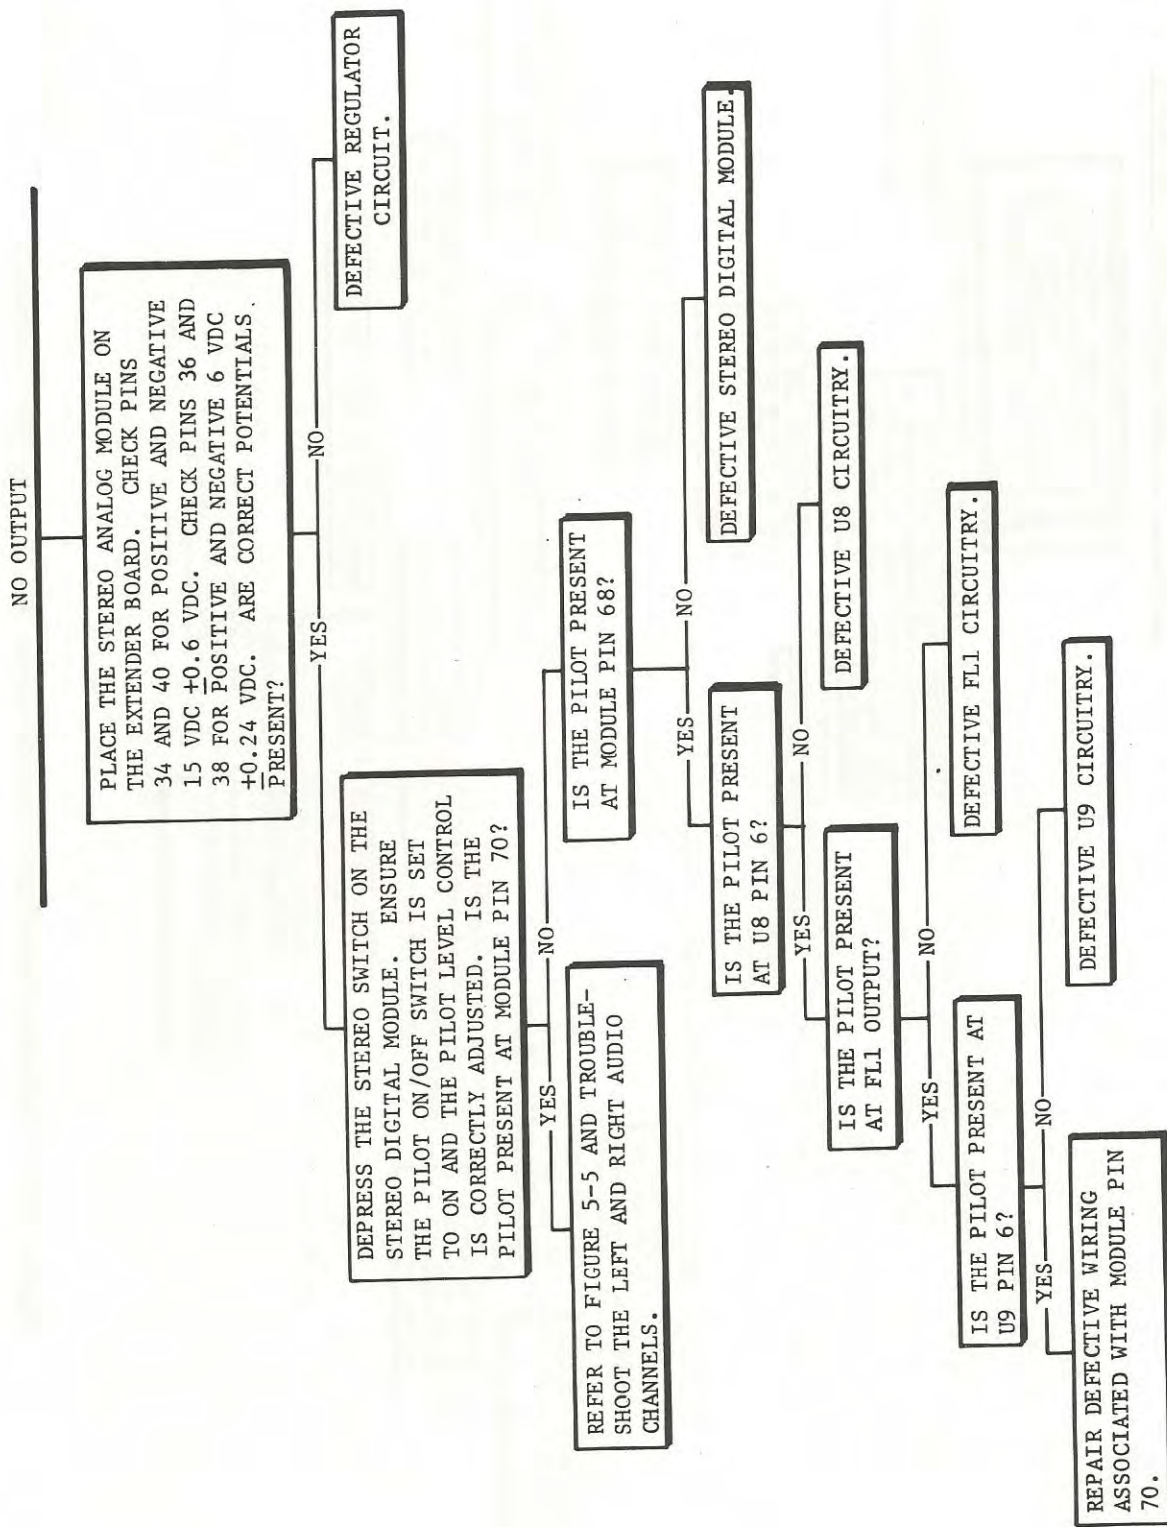 NO OUTPUT
PLACE THE STEREO ANALOG MODULE ON
THE EXTENDER BOARD. CHECK PINS
34 AND 40 FOR POSITIVE AND NEGATIVE
15 VDC ±0.6 VDC. CHECK PINS 36 AND
38 FOR POSITIVE AND NEGATIVE 6 VDC
±0.24 VDC. ARE CORRECT POTENTIALS
PRESENT?
YES
NO
DEFECTIVE REGULATOR
CIRCUIT.
DEPRESS THE STEREO SWITCH ON THE
STEREO DIGITAL MODULE. ENSURE
THE PILOT ON/OFF SWITCH IS SET
TO ON AND THE PILOT LEVEL CONTROL
IS CORRECTLY ADJUSTED. IS THE
PILOT PRESENT AT MODULE PIN 70?
YES
NO
REFER TO FIGURE 5-5 AND TROUBLE-
SHOOT THE LEFT AND RIGHT AUDIO
CHANNELS.
IS THE PILOT PRESENT
AT MODULE PIN 68?
YES
NO
DEFECTIVE STEREO DIGITAL MODULE.
IS THE PILOT PRESENT
AT U8 PIN 6?
YES
NO
DEFECTIVE U8 CIRCUITRY.
IS THE PILOT PRESENT
AT FL1 OUTPUT?
YES
NO
DEFECTIVE FL1 CIRCUITRY.
IS THE PILOT PRESENT AT
U9 PIN 6?
YES
NO
DEFECTIVE U9 CIRCUITRY.
REPAIR DEFECTIVE WIRING
ASSOCIATED WITH MODULE PIN
70.